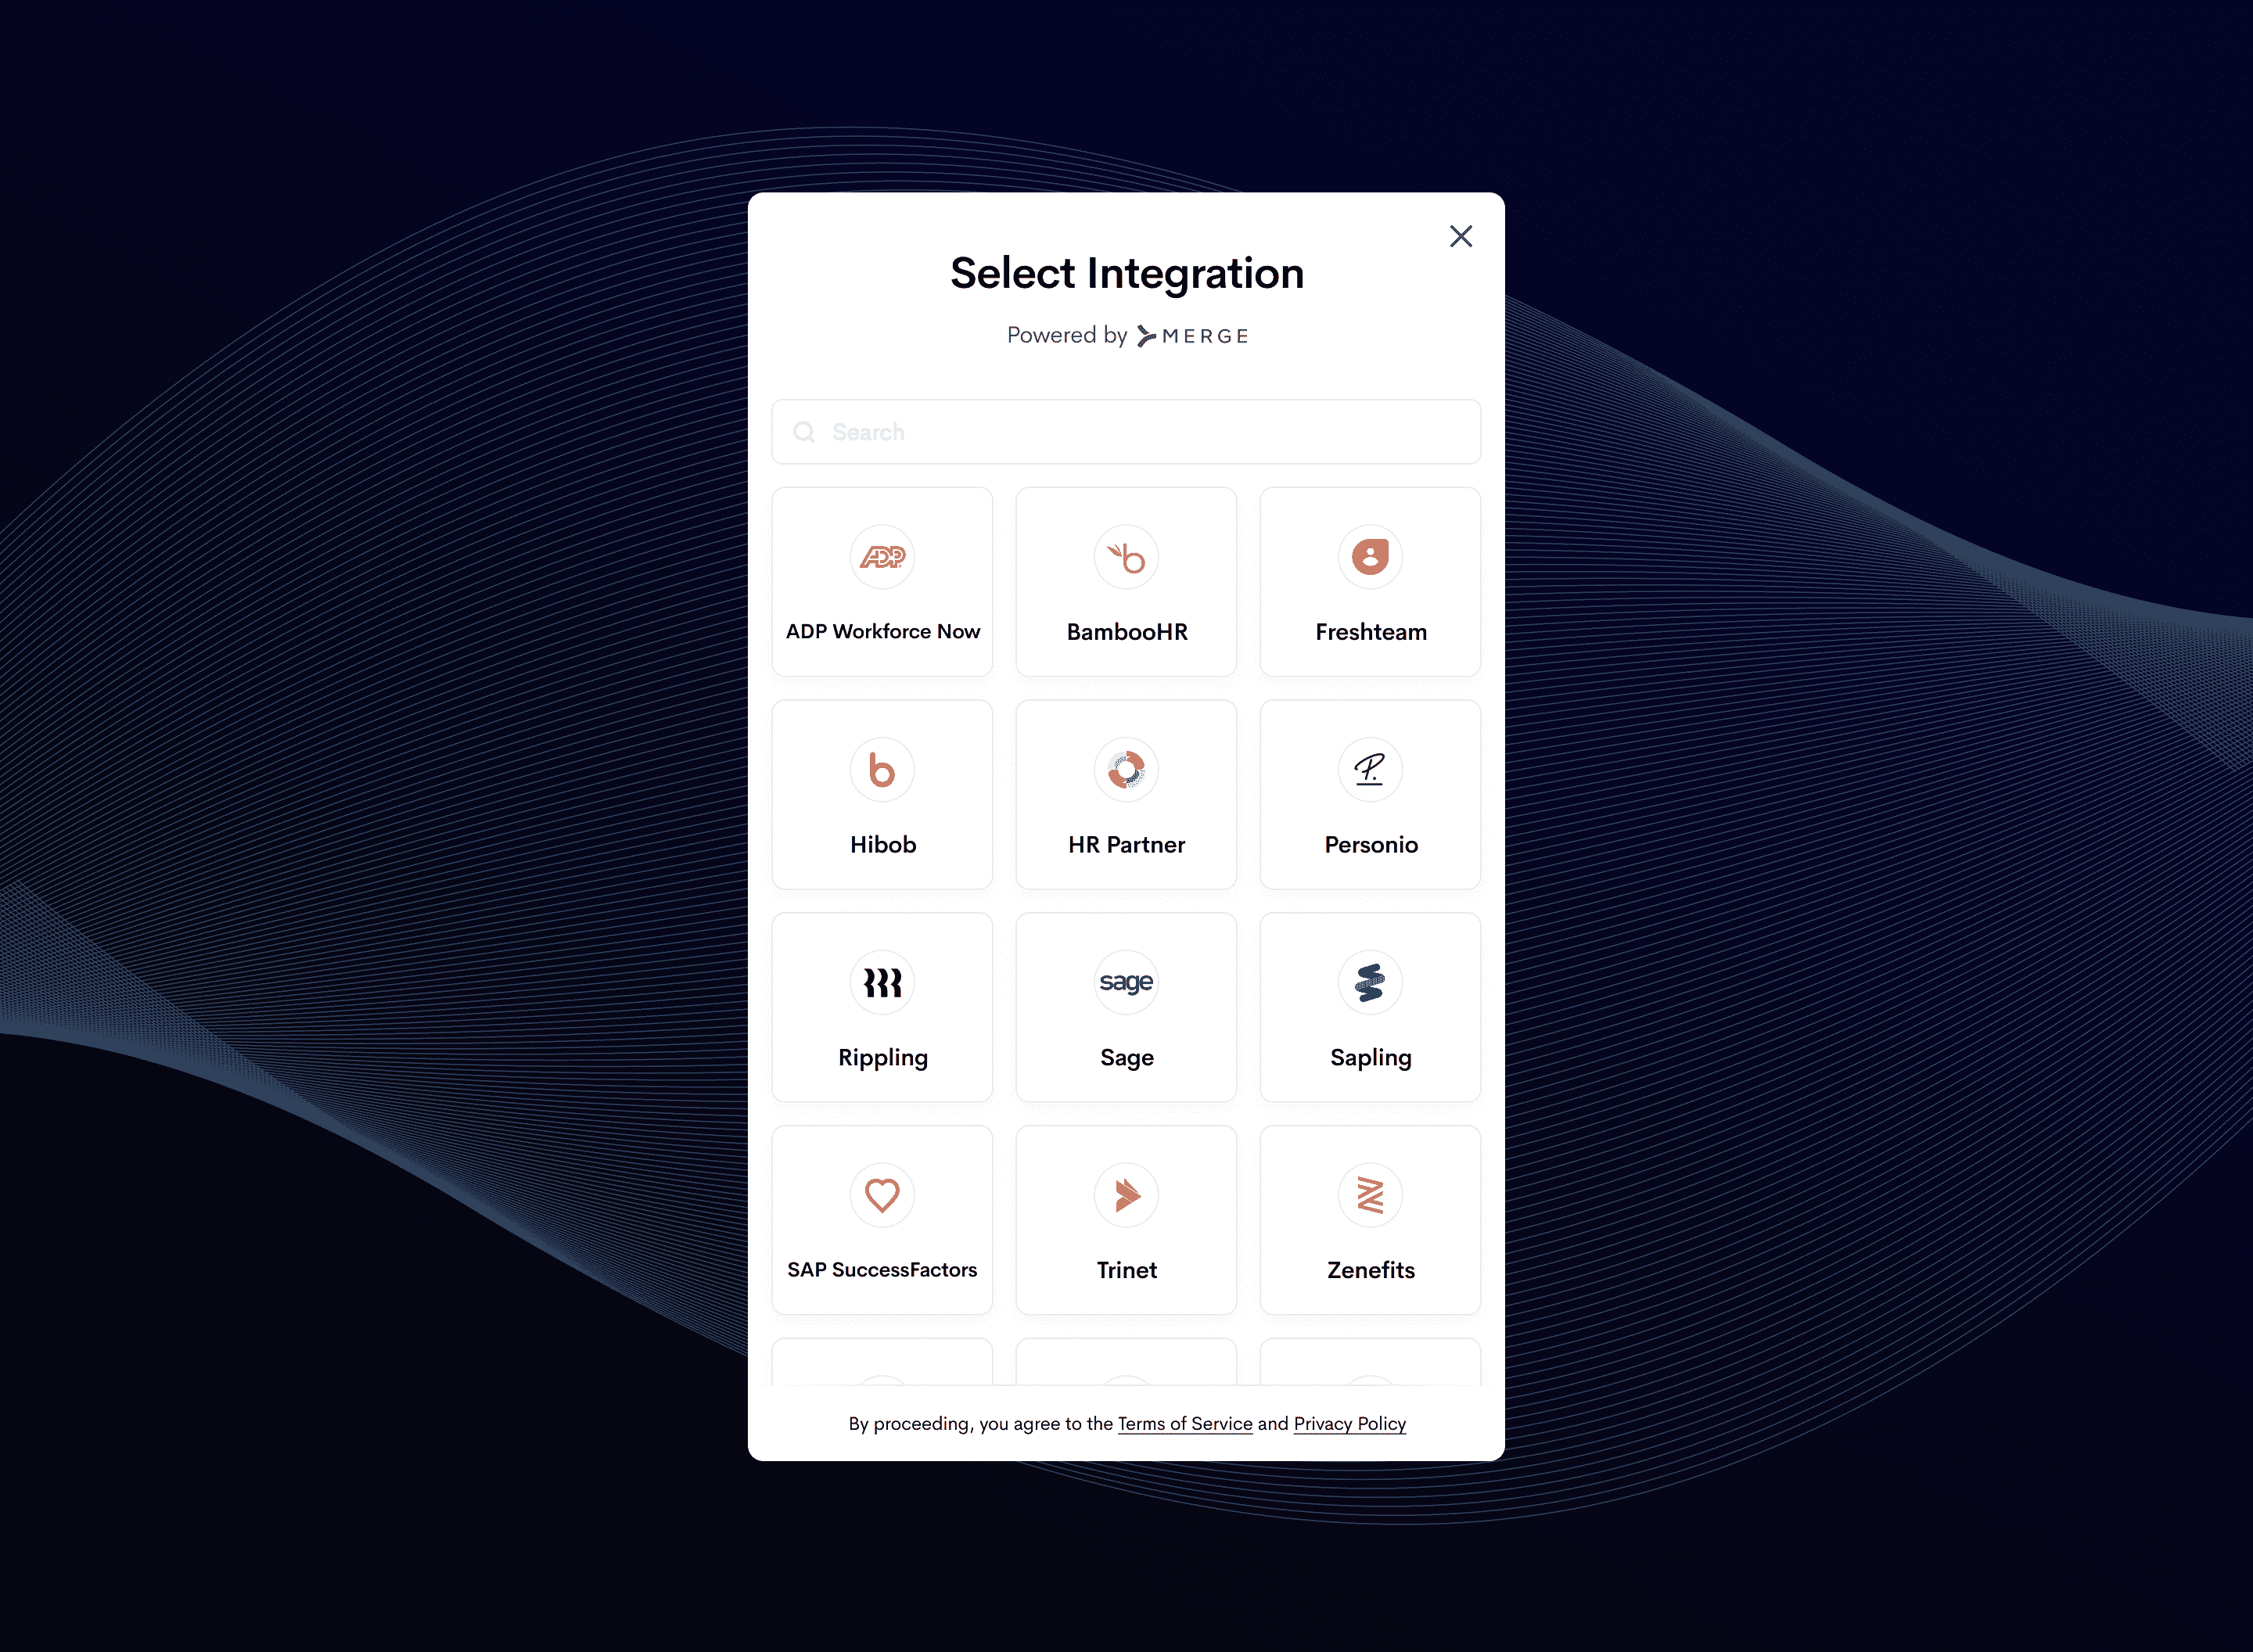 Select Integration
Powered by MERGE
Search
ADP
ADP Workforce Now
b
BambooHR
Freshteam
b
Hibob
HR Partner
P.
Personio
Rippling
sage
Sage
Sapling
SAP SuccessFactors
Trinet
Zenefits
By proceeding, you agree to the Terms of Service and Privacy Policy